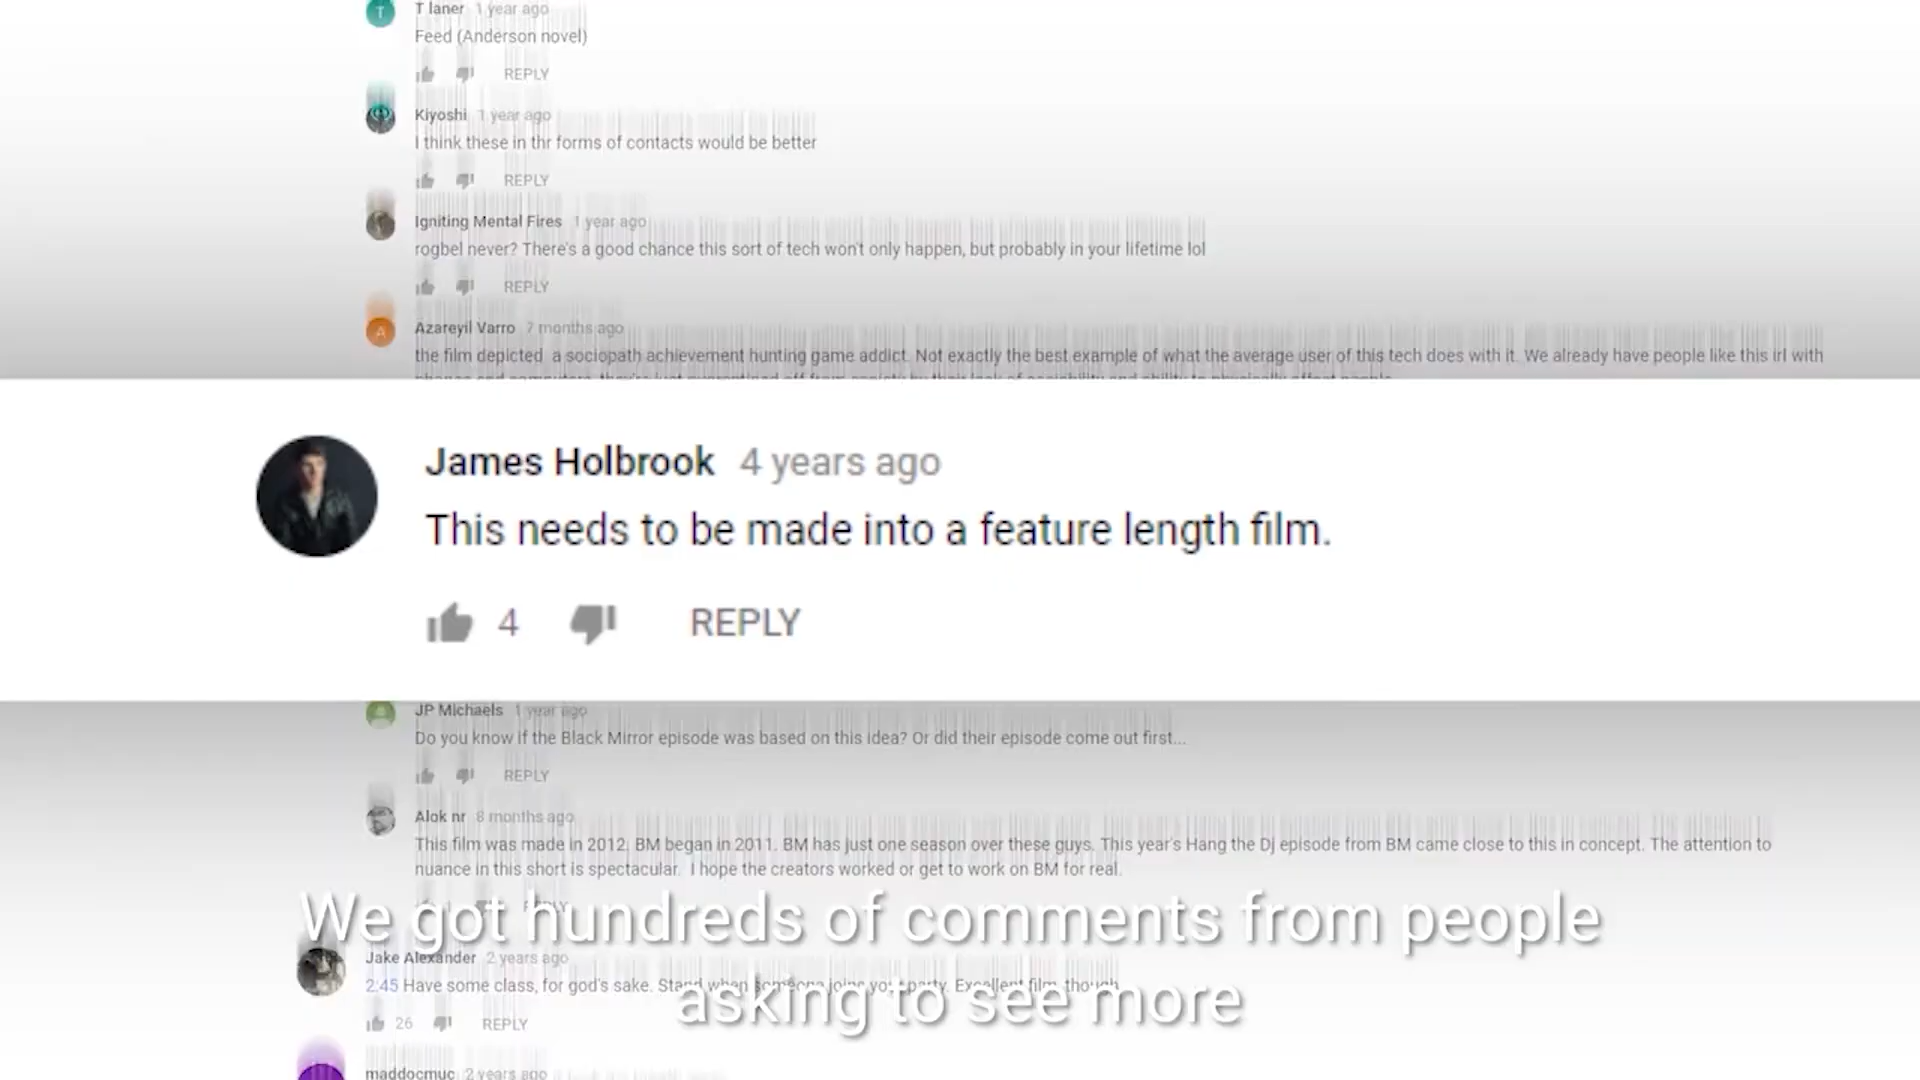 T laner 1 year ago
Feed (Anderson novel)
REPLY
Kiyoshi 1 year ago
I think these in thr forms of contacts would be better
REPLY
Igniting Mental Fires 1 year ago
rogbel never? There's a good chance this sort of tech won't only happen, but probably in your lifetime lol
REPLY
A
Azareyil Varro 7 months ago
the film depicted a sociopath achievement hunting game addict. Not exactly the best example of what the average user of this tech does with it. We already have people like this irl with
James Holbrook 4 years ago
This needs to be made into a feature length film.
4 REPLY
JP Michaels 1 year ago
Do you know if the Black Mirror episode was based on this idea? Or did their episode come out first...
REPLY
Alok nr 8 months ago
This film was made in 2012. BM began in 2011. BM has just one season over these guys. This year's Hang the Dj episode from BM came close to this in concept. The attention to
nuance in this short is spectacular. I hope the creators worked or get to work on BM for real.
REPLY
We got hundreds of comments from people
Jake Alexander 2 years ago
2:45 Have some class, for god's sake. Stand when someone joins your party. Excellent film, though.
asking to see more
26 REPLY
maddocmuc 2 years ago